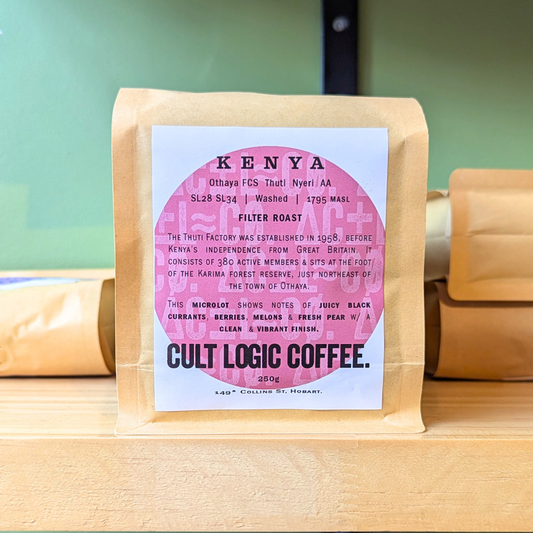 KENYA
Othaya FCS Thuti Nyeri AA
SL28 SL34 | Washed | 1795 MASL
FILTER ROAST
The Thuti Factory was established in 1958, before
Kenya's independence from Great Britain. It
consists of 380 active members & sits at the foot
of the Karima forest reserve, just northeast of
the town of Othaya.
This microlot shows notes of juicy black
currants, berries, melons & fresh pear w/ a
clean & vibrant finish.
CULT LOGIC COFFEE.
250g
149* Collins St. Hobart.